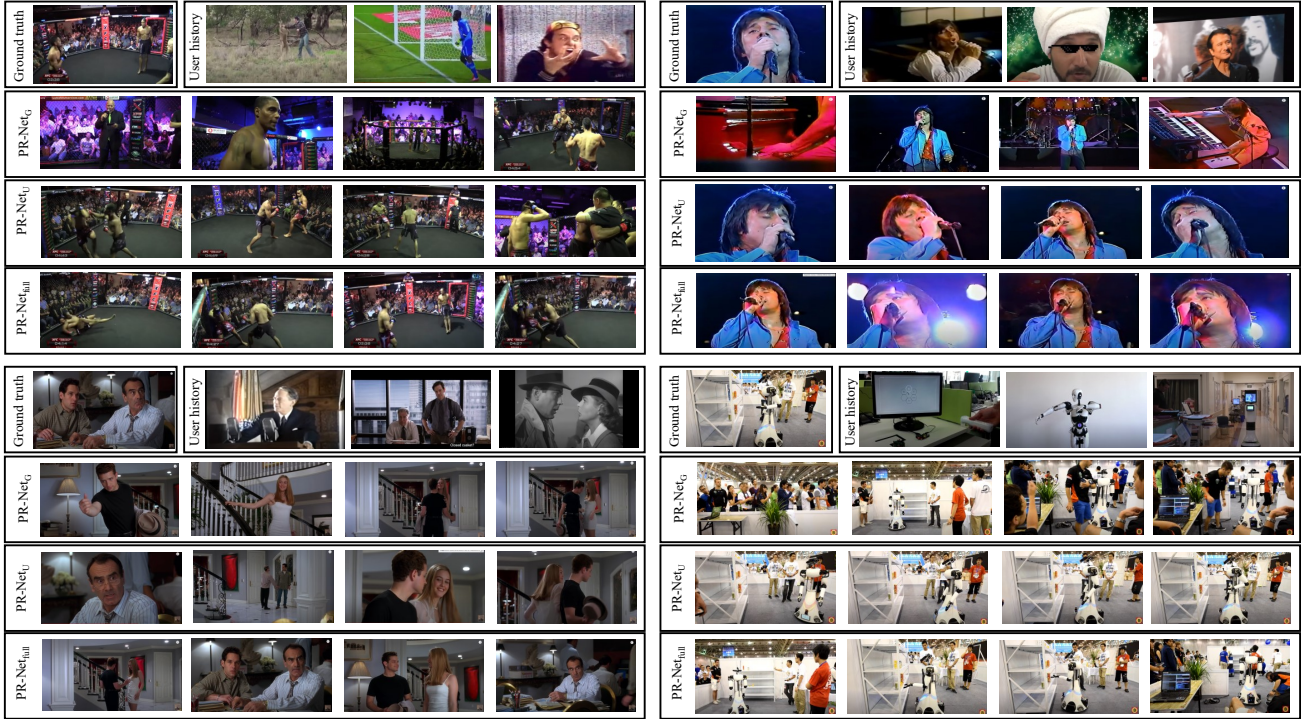 Ground truth
User history
PR-Net_G
PR-Net_U
PR-Net_full
Ground truth
User history
PR-Net_G
PR-Net_U
PR-Net_full
Ground truth
User history
PR-Net_G
PR-Net_U
PR-Net_full
Ground truth
User history
PR-Net_G
PR-Net_U
PR-Net_full